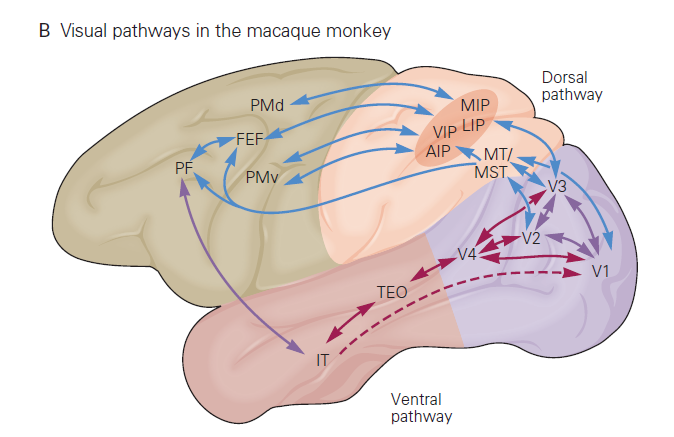 B Visual pathways in the macaque monkey
Dorsal
pathway
PMd
MIP
LIP
VIP
AIP
FEF
PF
PMv
MT/
MST
V3
V2
V4
V1
TEO
IT
Ventral
pathway